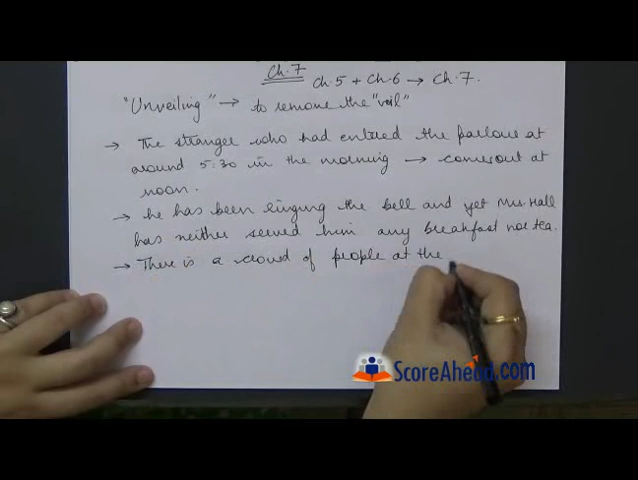 Ch.7
Ch.5 + Ch.6 → Ch.7.
"Unveiling" → to remove the "veil"
→ The stranger who had entered the parlour at
around 5:30 in the morning → comes out at
noon.
→ he has been ringing the bell and yet Mrs. Hall
has neither served him any breakfast nor tea.
→ There is a crowd of people at the
ScoreAhead.com